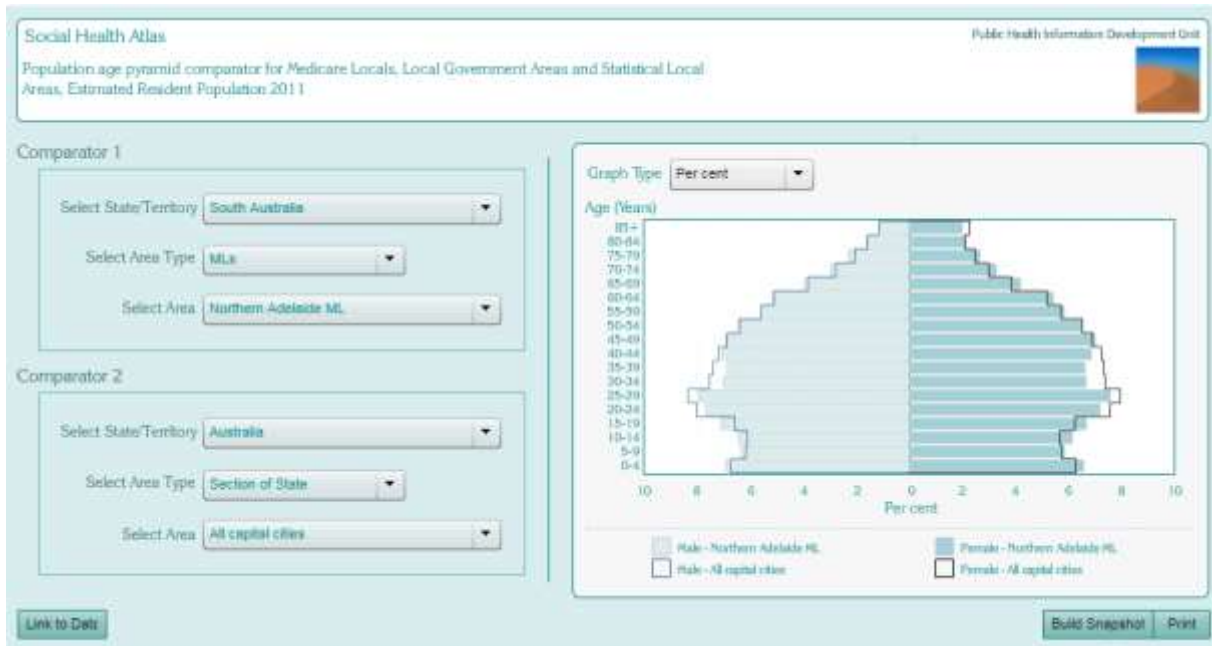 Social Health Atlas
Public Health Information Development Unit
Population age pyramid comparator for Medicare Locals, Local Government Areas and Statistical Local
Areas, Estimated Resident Population 2011
Comparator 1
Select State/Territory South Australia
Select Area Type MLs
Select Area Northern Adelaide ML
Comparator 2
Select State/Territory Australia
Select Area Type Section of State
Select Area All capital cities
Graph Type Per cent
Age (Years)
85+
80-84
75-79
70-74
65-69
60-64
55-59
50-54
45-49
40-44
35-39
30-34
25-29
20-24
15-19
10-14
5-9
0-4
10 8 6 4 2 0 2 4 6 8 10
Per cent
Male - Northern Adelaide ML Female - Northern Adelaide ML
Male - All capital cities Female - All capital cities
Link to Data
Build Snapshot Print